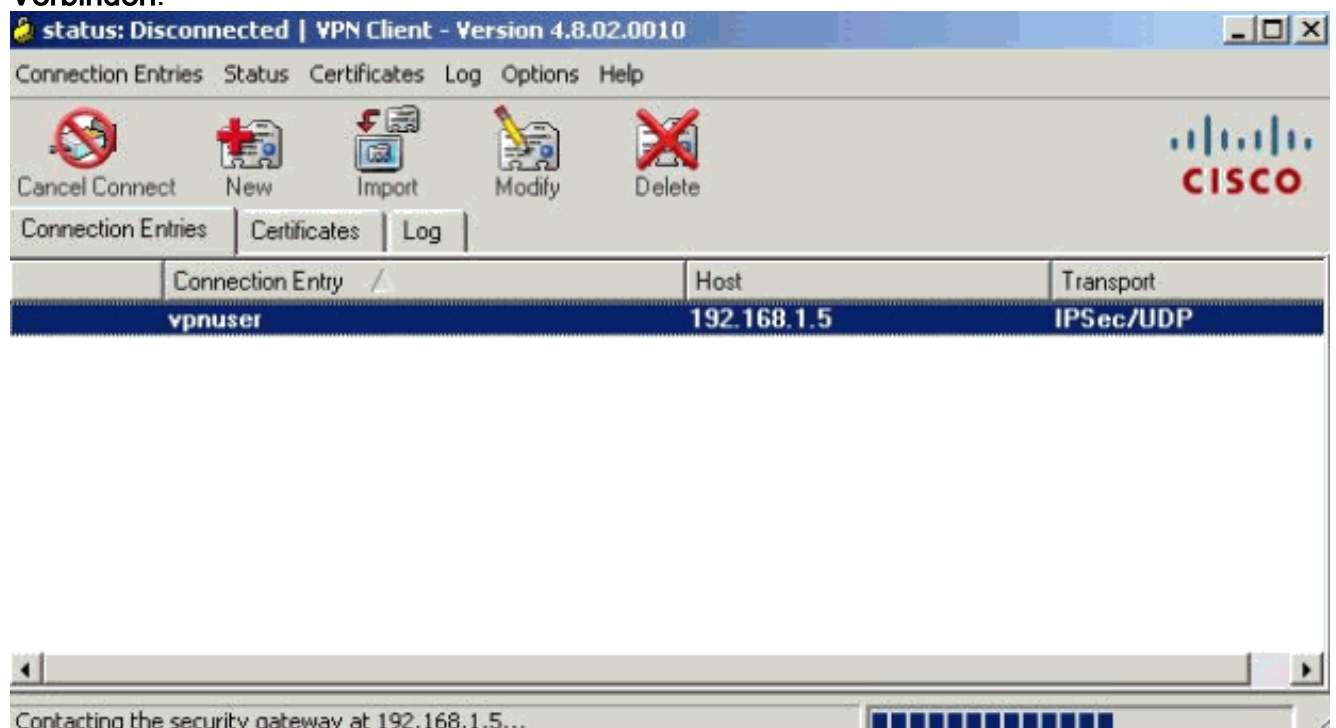 Verbinden.
status: Disconnected | VPN Client - Version 4.8.02.0010
Connection Entries Status Certificates Log Options Help
Cancel Connect New Import Modify Delete
CISCO
Connection Entries Certificates Log
Connection Entry Host Transport
vpnuser 192.168.1.5 IPSec/UDP
Contacting the security gateway at 192.168.1.5...